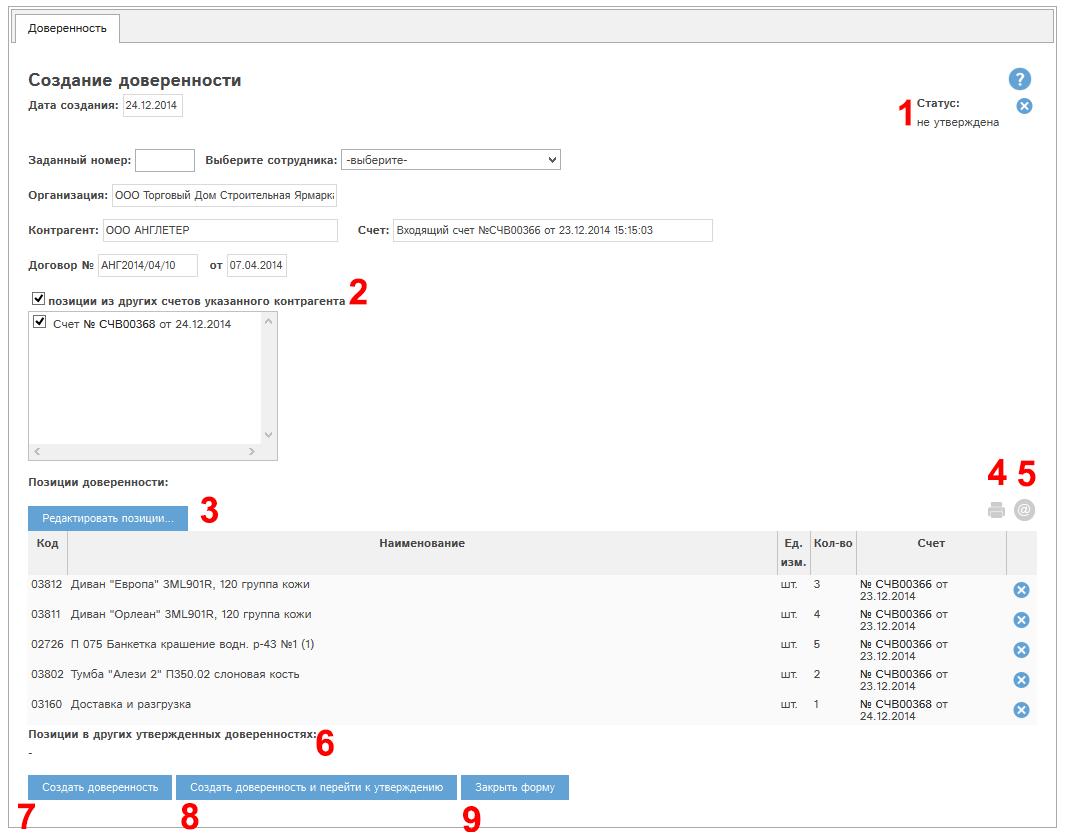 Доверенность
Создание доверенности
?
Дата создания: 24.12.2014
1 Статус:
не утверждена
Заданный номер: Выберите сотрудника: -выберите-
Организация: ООО Торговый Дом Строительная Ярмарк
Контрагент: ООО АНГЛЕТЕР Счет: Входящий счет №СЧВ00366 от 23.12.2014 15:15:03
Договор № АНГ2014/04/10 от 07.04.2014
позиции из других счетов указанного контрагента 2
Счет № СЧВ00368 от 24.12.2014
Позиции доверенности:
4 5
Редактировать позиции... 3 @
Код Наименование Ед. изм. Кол-во Счет
03812 Диван "Европа" 3ML901R, 120 группа кожи шт. 3 № СЧВ00366 от
23.12.2014
03811 Диван "Орлеан" 3ML901R, 120 группа кожи шт. 4 № СЧВ00366 от
23.12.2014
02726 П 075 Банкетка крашение водн. р-43 №1 (1) шт. 5 № СЧВ00366 от
23.12.2014
03802 Тумба "Алези 2" П350.02 слоновая кость шт. 2 № СЧВ00366 от
23.12.2014
03160 Доставка и разгрузка шт. 1 № СЧВ00368 от
24.12.2014
Позиции в других утвержденных доверенностях: 6
-
Создать доверенность Создать доверенность и перейти к утверждению Закрыть форму
7 8 9